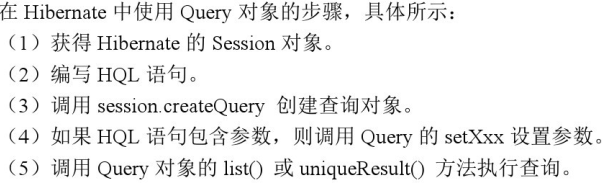 在 Hibernate 中使用 Query 对象的步骤，具体所示：
（1）获得 Hibernate 的 Session 对象。
（2）编写 HQL 语句。
（3）调用 session.createQuery 创建查询对象。
（4）如果 HQL 语句包含参数，则调用 Query 的 setXxx 设置参数。
（5）调用 Query 对象的 list() 或 uniqueResult() 方法执行查询。